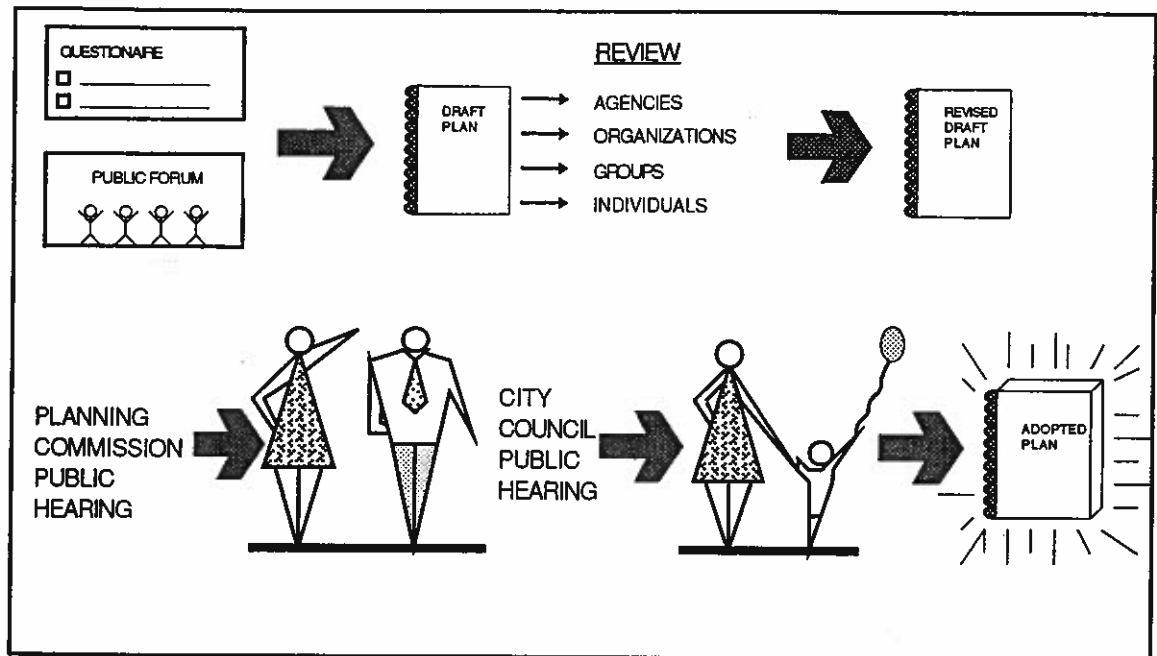 QUESTIONAIRE
PUBLIC FORUM
DRAFT
PLAN
REVIEW
AGENCIES
ORGANIZATIONS
GROUPS
INDIVIDUALS
REVISED
DRAFT
PLAN
PLANNING
COMMISSION
PUBLIC
HEARING
CITY
COUNCIL
PUBLIC
HEARING
ADOPTED
PLAN